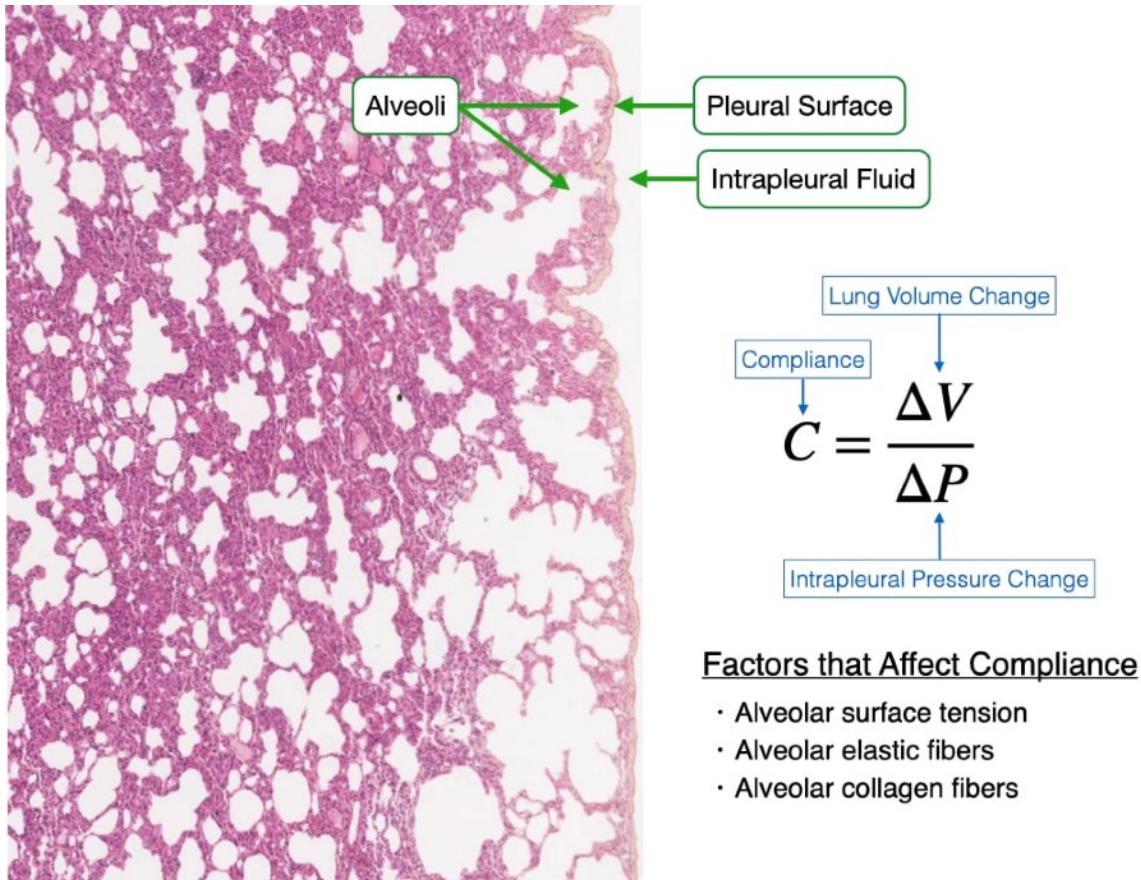 Alveoli
Pleural Surface
Intrapleural Fluid
Lung Volume Change
Compliance
C = ΔV / ΔP
Intrapleural Pressure Change
Factors that Affect Compliance
· Alveolar surface tension
· Alveolar elastic fibers
· Alveolar collagen fibers